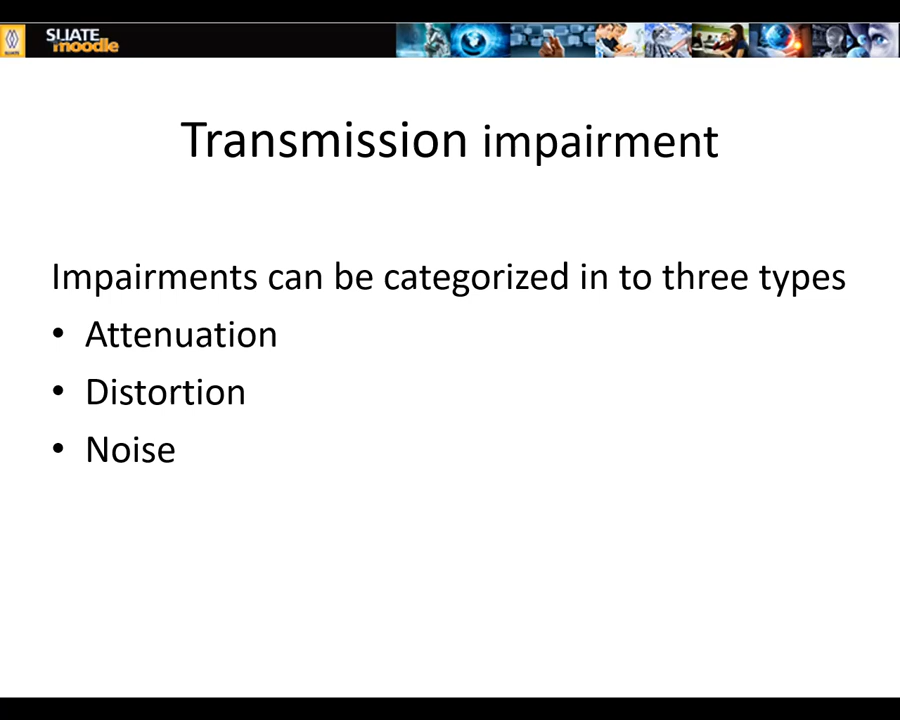 SLIATE
moodle
Transmission impairment
Impairments can be categorized in to three types
• Attenuation
• Distortion
• Noise